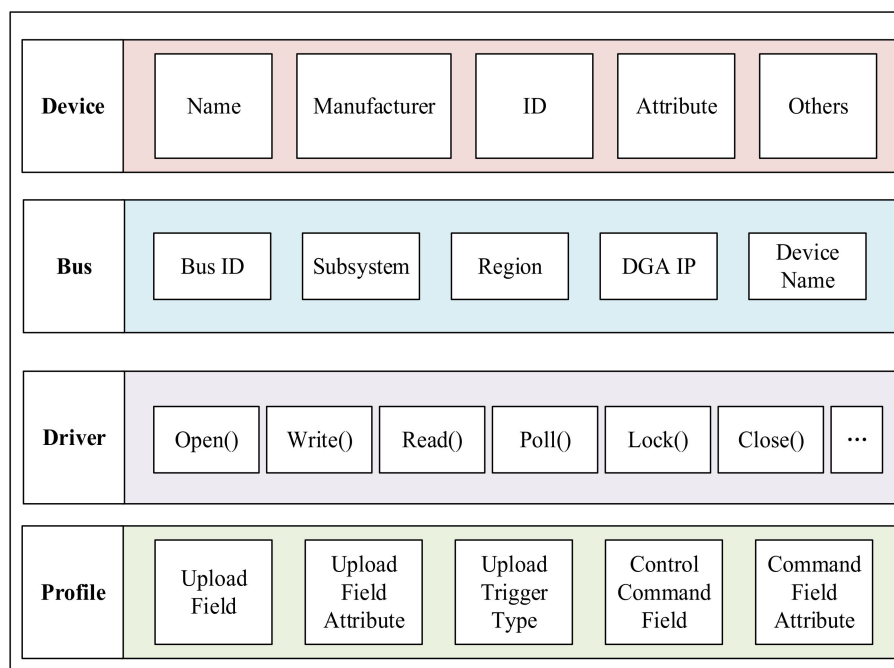 Device
Name
Manufacturer
ID
Attribute
Others
Bus
Bus ID
Subsystem
Region
DGA IP
Device
Name
Driver
Open()
Write()
Read()
Poll()
Lock()
Close()
...
Profile
Upload
Field
Upload
Field
Attribute
Upload
Trigger
Type
Control
Command
Field
Command
Field
Attribute